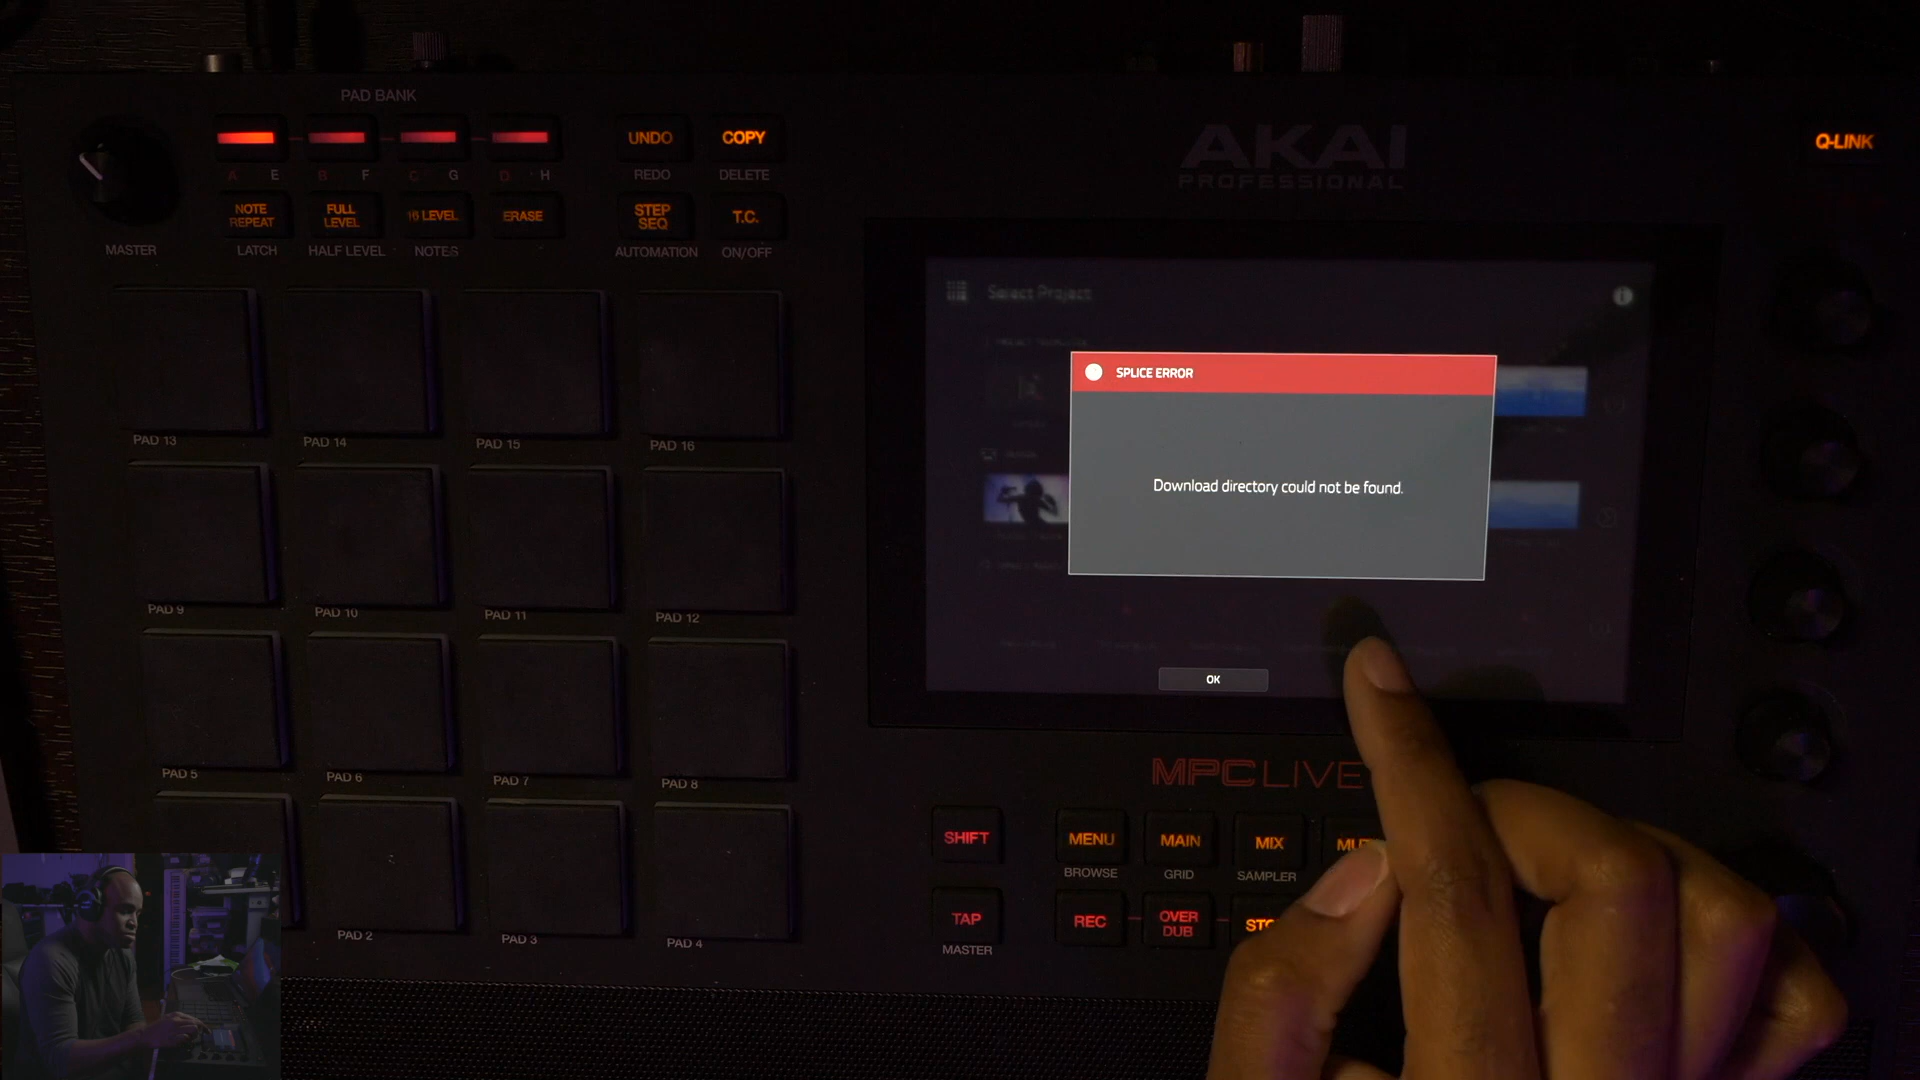 PAD BANK
UNDO
COPY
Q-LINK
A E B F C G D H
REDO
DELETE
NOTE
REPEAT
FULL
LEVEL
16 LEVEL
ERASE
STEP
SEQ
T.C.
MASTER
LATCH
HALF LEVEL
NOTES
AUTOMATION
ON/OFF
AKAI
PROFESSIONAL
Select Project
SPLICE ERROR
Download directory could not be found.
OK
PAD 13
PAD 14
PAD 15
PAD 16
PAD 9
PAD 10
PAD 11
PAD 12
PAD 5
PAD 6
PAD 7
PAD 8
PAD 2
PAD 3
PAD 4
MPC LIVE
SHIFT
MENU
MAIN
MIX
BROWSE
GRID
SAMPLER
TAP
REC
OVER
DUB
MASTER